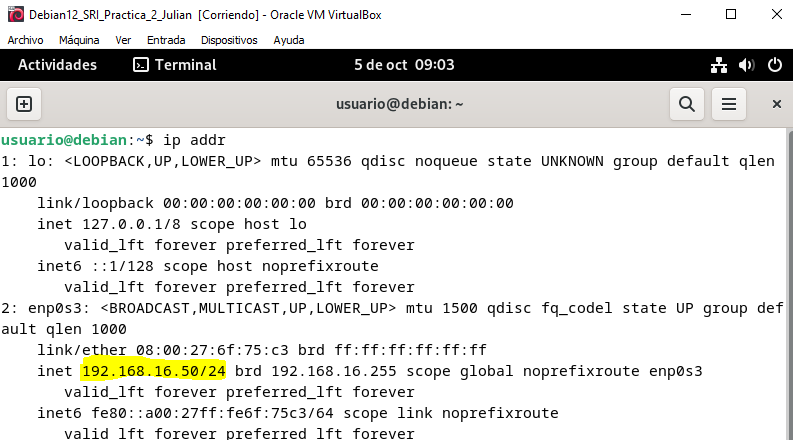 Debian12_SRI_Practica_2_Julian [Corriendo] - Oracle VM VirtualBox
Archivo Máquina Ver Entrada Dispositivos Ayuda
Actividades Terminal 5 de oct 09:03
usuario@debian: ~
usuario@debian:~$ ip addr
1: lo: <LOOPBACK,UP,LOWER_UP> mtu 65536 qdisc noqueue state UNKNOWN group default qlen
1000
link/loopback 00:00:00:00:00:00 brd 00:00:00:00:00:00
inet 127.0.0.1/8 scope host lo
valid_lft forever preferred_lft forever
inet6 ::1/128 scope host noprefixroute
valid_lft forever preferred_lft forever
2: enp0s3: <BROADCAST,MULTICAST,UP,LOWER_UP> mtu 1500 qdisc fq_codel state UP group def
ault qlen 1000
link/ether 08:00:27:6f:75:c3 brd ff:ff:ff:ff:ff:ff
inet 192.168.16.50/24 brd 192.168.16.255 scope global noprefixroute enp0s3
valid_lft forever preferred_lft forever
inet6 fe80::a00:27ff:fe6f:75c3/64 scope link noprefixroute
valid_lft forever preferred_lft forever